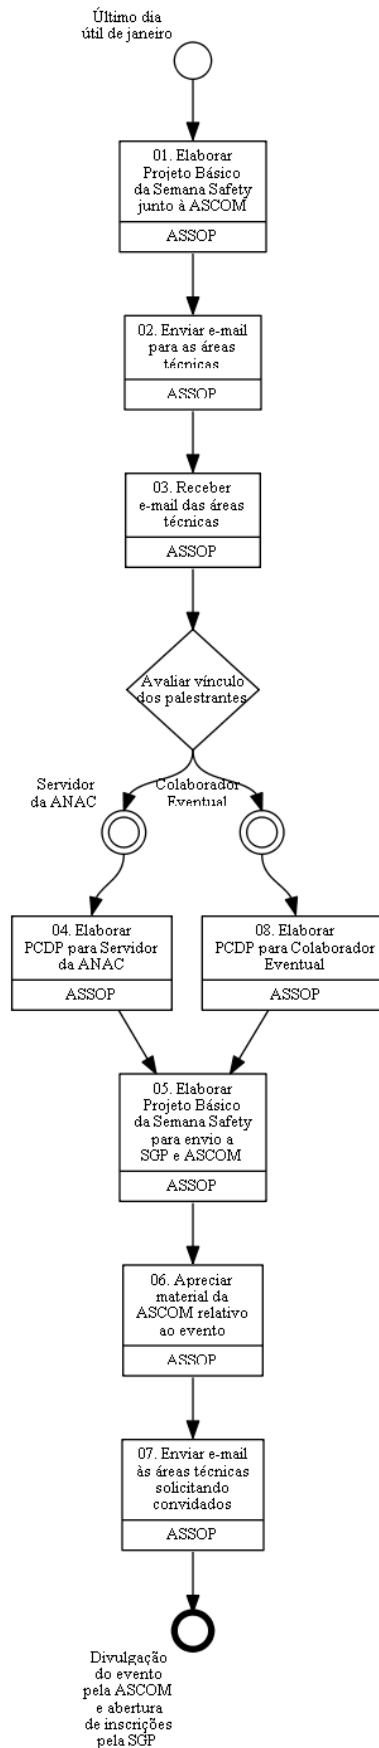 Último dia
útil de janeiro
01. Elaborar
Projeto Básico
da Semana Safety
junto à ASCOM
ASSOP
02. Enviar e-mail
para as áreas
técnicas
ASSOP
03. Receber
e-mail das áreas
técnicas
ASSOP
Avaliar vínculo
dos palestrantes
Servidor
da ANAC
Colaborador
Eventual
04. Elaborar
PCDP para Servidor
da ANAC
ASSOP
08. Elaborar
PCDP para Colaborador
Eventual
ASSOP
05. Elaborar
Projeto Básico
da Semana Safety
para envio a
SGP e ASCOM
ASSOP
06. Apreciar
material da
ASCOM relativo
ao evento
ASSOP
07. Enviar e-mail
às áreas técnicas
solicitando
convidados
ASSOP
Divulgação
do evento
pela ASCOM
e abertura
de inscrições
pela SGP